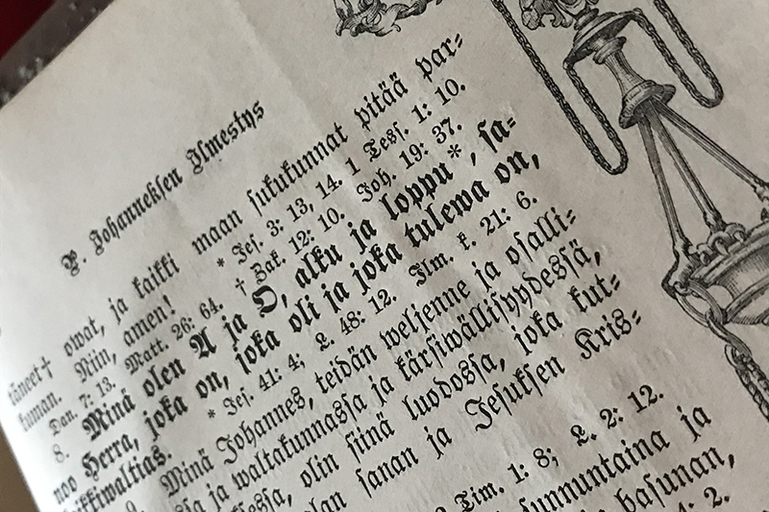 P. Johanneksen Ilmestys
täneet† owat, ja kaikki maan sukukunnat pitää par=
kuman. Niin, amen! * Jes. 3: 13, 14. 1 Tess. 1: 10.
Dan. 7: 13. Matt. 26: 64. † Zak. 12: 10. Joh. 19: 37.
8. Minä olen A ja O, alku ja loppu*, sa=
noo Herra, joka on, joka oli ja joka tulewa on,
kaikkiwaltias. * Jes. 41: 4; L. 48: 12. Ilm. k. 21: 6.
9. Minä Johannes, teidän weljenne ja osalli=
ja waltakunnassa ja kärsiwällisyydessä,
olin siinä luodossa, joka kut=
sanan ja Jesuksen Kris=
2 Tim. 1: 8; L. 2: 12.
sunnuntaina ja
basunan,
2.